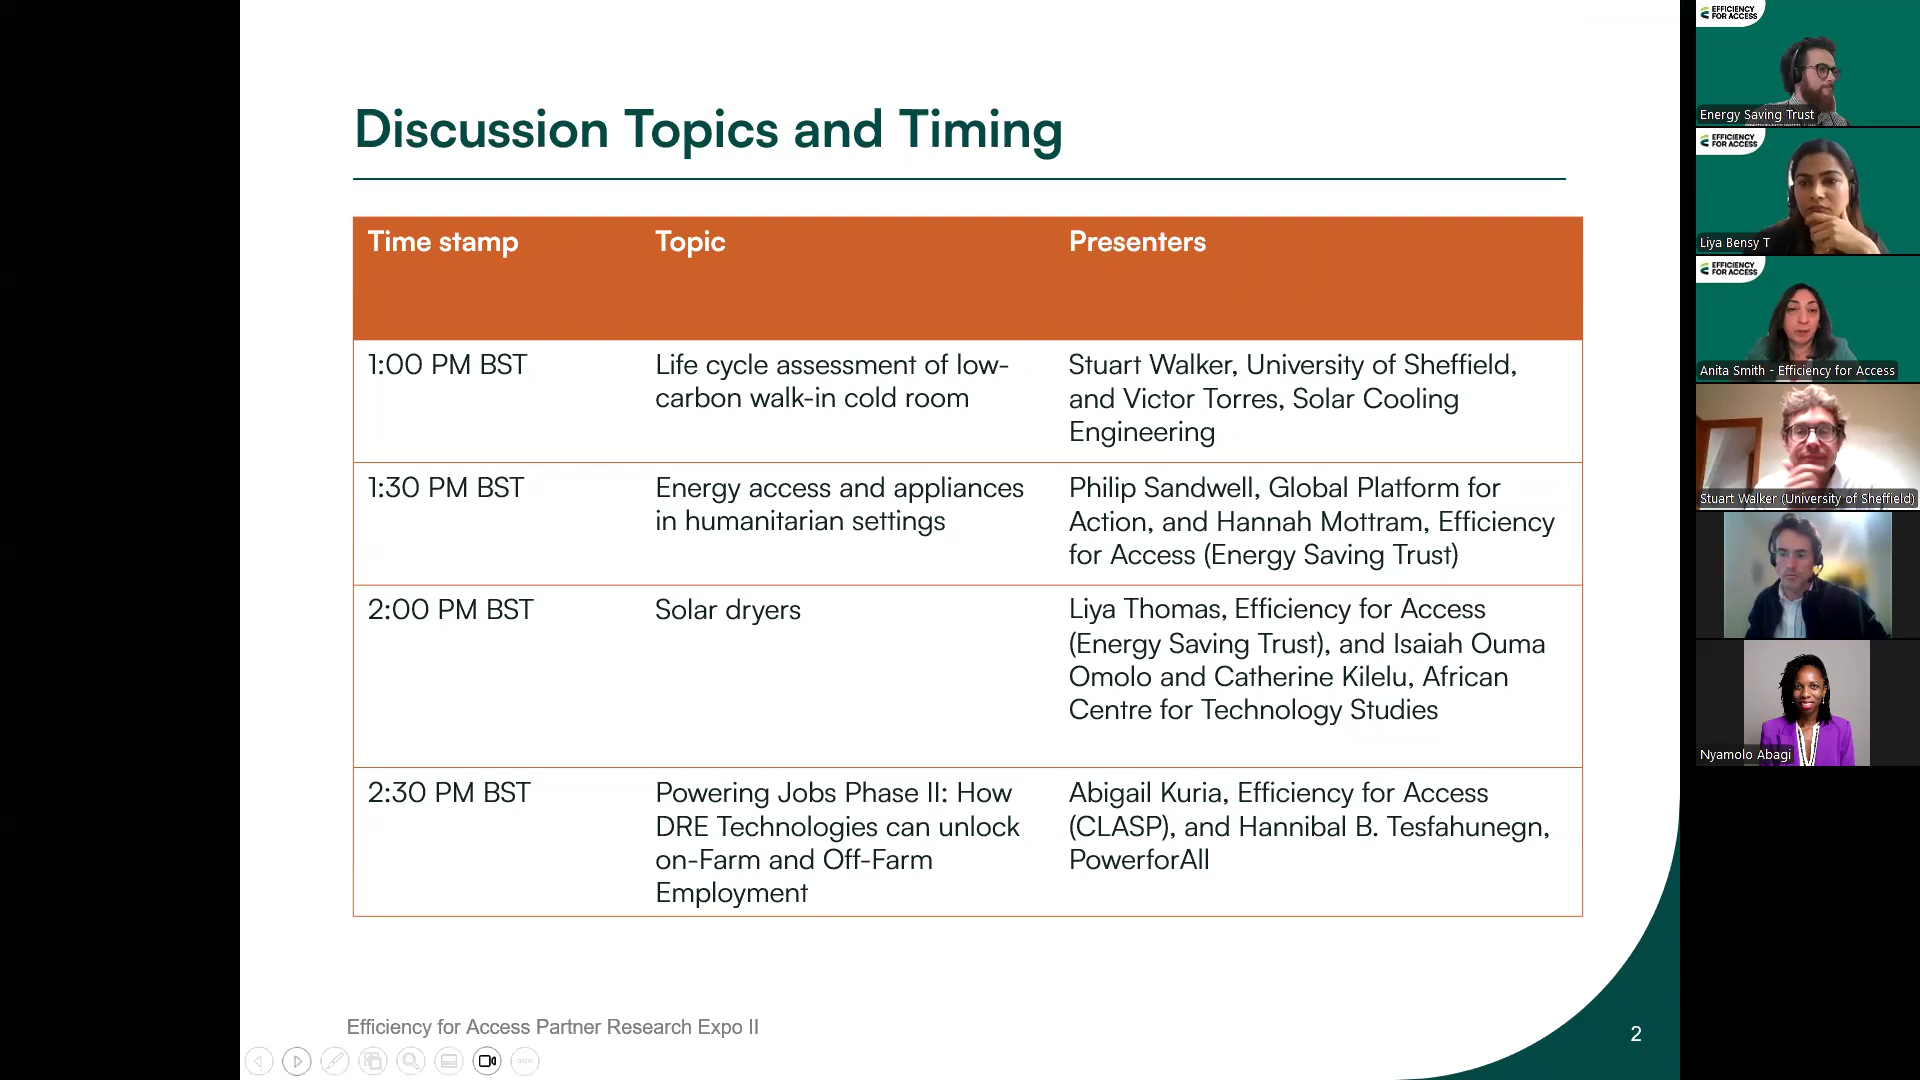 Discussion Topics and Timing
Time stamp
Topic
Presenters
1:00 PM BST
Life cycle assessment of low-
carbon walk-in cold room
Stuart Walker, University of Sheffield,
and Victor Torres, Solar Cooling
Engineering
1:30 PM BST
Energy access and appliances
in humanitarian settings
Philip Sandwell, Global Platform for
Action, and Hannah Mottram, Efficiency
for Access (Energy Saving Trust)
2:00 PM BST
Solar dryers
Liya Thomas, Efficiency for Access
(Energy Saving Trust), and Isaiah Ouma
Omolo and Catherine Kilelu, African
Centre for Technology Studies
2:30 PM BST
Powering Jobs Phase II: How
DRE Technologies can unlock
on-Farm and Off-Farm
Employment
Abigail Kuria, Efficiency for Access
(CLASP), and Hannibal B. Tesfahunegn,
PowerforAll
Efficiency for Access Partner Research Expo II
2
EFFICIENCY
FOR ACCESS
Energy Saving Trust
EFFICIENCY
FOR ACCESS
Liya Bensy T
EFFICIENCY
FOR ACCESS
Anita Smith - Efficiency for Access
Stuart Walker (University of Sheffield)
Nyamolo Abagi